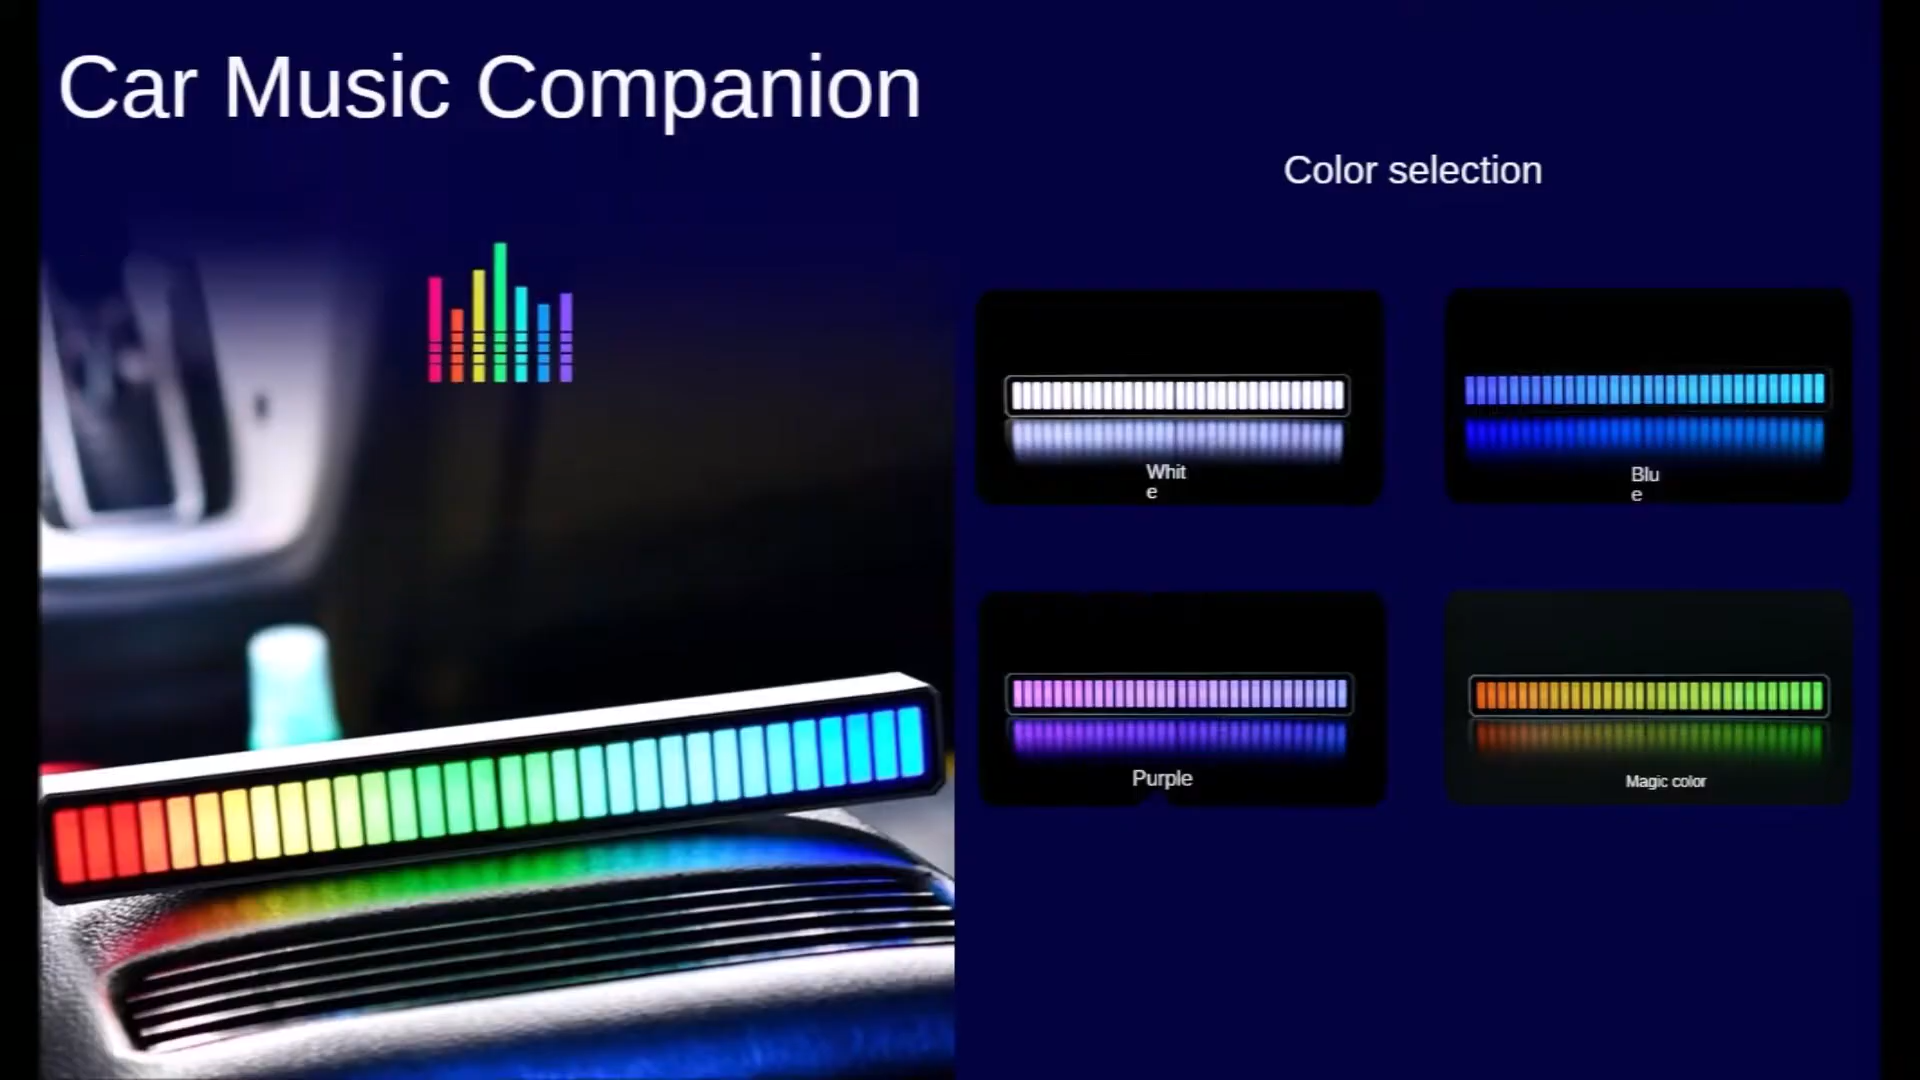 Car Music Companion
Color selection
Whit
e
Blu
e
Purple
Magic color